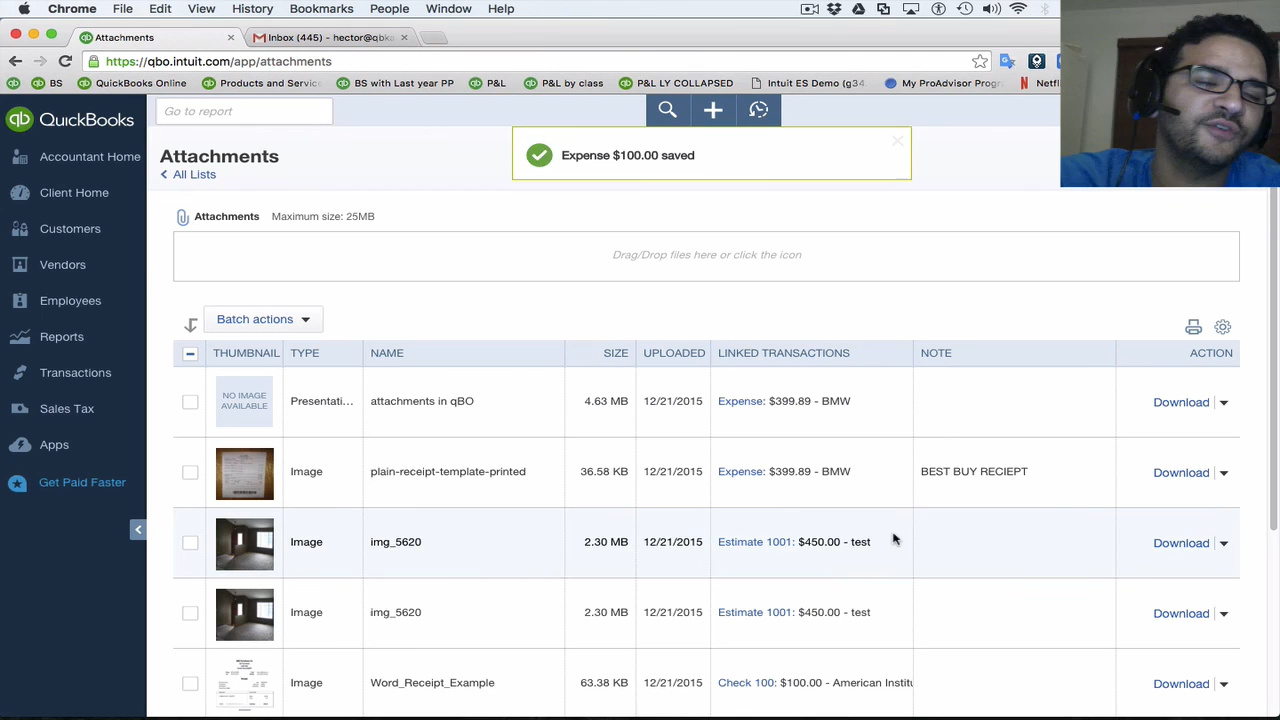 Chrome File Edit View History Bookmarks People Window Help
Attachments
Inbox (445) - hector@qbka
https://qbo.intuit.com/app/attachments
BS QuickBooks Online Products and Services BS with Last year PP P&L P&L by class P&L LY COLLAPSED Intuit ES Demo (g34 My ProAdvisor Progr Netfl
qb QuickBooks
Go to report
Accountant Home
Client Home
Customers
Vendors
Employees
Reports
Transactions
Sales Tax
Apps
Get Paid Faster
Expense $100.00 saved
Attachments
All Lists
Attachments Maximum size: 25MB
Drag/Drop files here or click the icon
Batch actions
THUMBNAIL TYPE NAME SIZE UPLOADED LINKED TRANSACTIONS NOTE ACTION
NO IMAGE
AVAILABLE
Presentati... attachments in qBO 4.63 MB 12/21/2015 Expense: $399.89 - BMW Download
Image plain-receipt-template-printed 36.58 KB 12/21/2015 Expense: $399.89 - BMW BEST BUY RECIEPT Download
Image img_5620 2.30 MB 12/21/2015 Estimate 1001: $450.00 - test Download
Image img_5620 2.30 MB 12/21/2015 Estimate 1001: $450.00 - test Download
Image Word_Receipt_Example 63.38 KB 12/21/2015 Check 100: $100.00 - American Institu Download